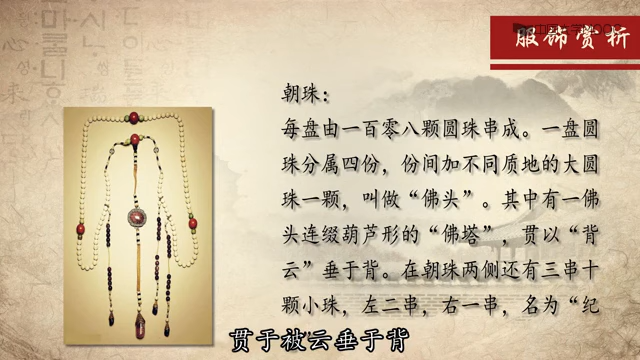 服飾赏析
朝珠：
每盘由一百零八颗圆珠串成。一盘圆
珠分属四份，份间加不同质地的大圆
珠一颗，叫做“佛头”。其中有一佛
头连缀葫芦形的“佛塔”，贯以“背
云”垂于背。在朝珠两侧还有三串十
颗小珠，左二串，右一串，名为“纪
贯于被云垂于背